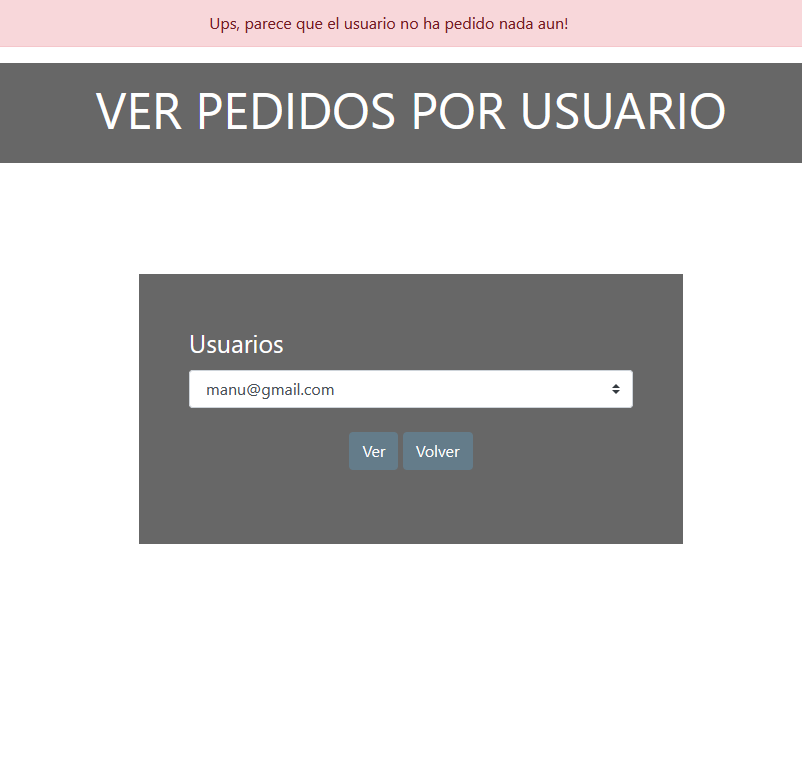 Ups, parece que el usuario no ha pedido nada aun!
VER PEDIDOS POR USUARIO
Usuarios
manu@gmail.com
Ver Volver